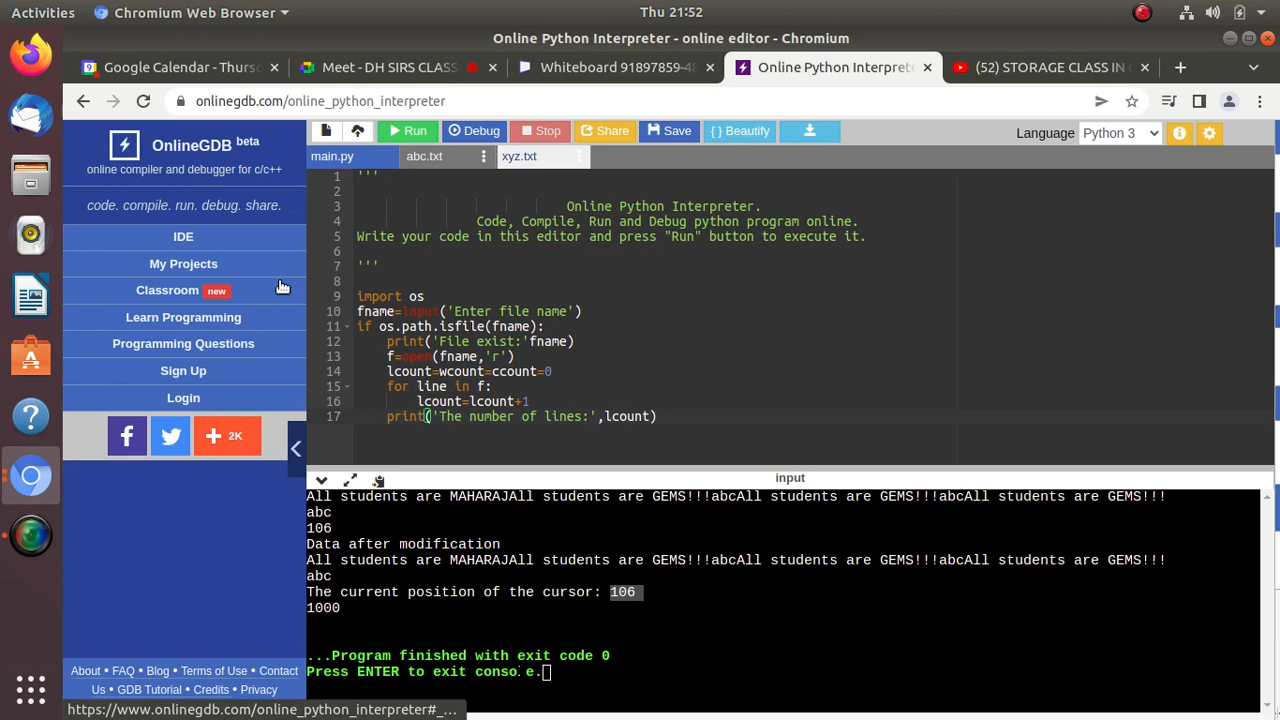 Activities Chromium Web Browser Thu 21:52
Online Python Interpreter - online editor - Chromium
Google Calendar - Thurs Meet - DH SIRS CLASS Whiteboard 91897859-48 Online Python Interprete (52) STORAGE CLASS IN C
onlinegdb.com/online_python_interpreter
OnlineGDB beta
online compiler and debugger for c/c++
code. compile. run. debug. share.
IDE
My Projects
Classroom new
Learn Programming
Programming Questions
Sign Up
Login
2K
About • FAQ • Blog • Terms of Use • Contact
Us • GDB Tutorial • Credits • Privacy
https://www.onlinegdb.com/online_python_interpreter#_…
Run Debug Stop Share Save { } Beautify Language Python 3
main.py abc.txt xyz.txt
1 '''
2
3 Online Python Interpreter.
4 Code, Compile, Run and Debug python program online.
5 Write your code in this editor and press "Run" button to execute it.
6
7 '''
8
9 import os
10 fname=input('Enter file name')
11 if os.path.isfile(fname):
12 print('File exist:'fname)
13 f=open(fname,'r')
14 lcount=wcount=ccount=0
15 for line in f:
16 lcount=lcount+1
17 print('The number of lines:',lcount)
input
All students are MAHARAJAll students are GEMS!!!abcAll students are GEMS!!!abcAll students are GEMS!!!
abc
106
Data after modification
All students are MAHARAJAll students are GEMS!!!abcAll students are GEMS!!!abcAll students are GEMS!!!
abc
The current position of the cursor: 106
1000
...Program finished with exit code 0
Press ENTER to exit console.